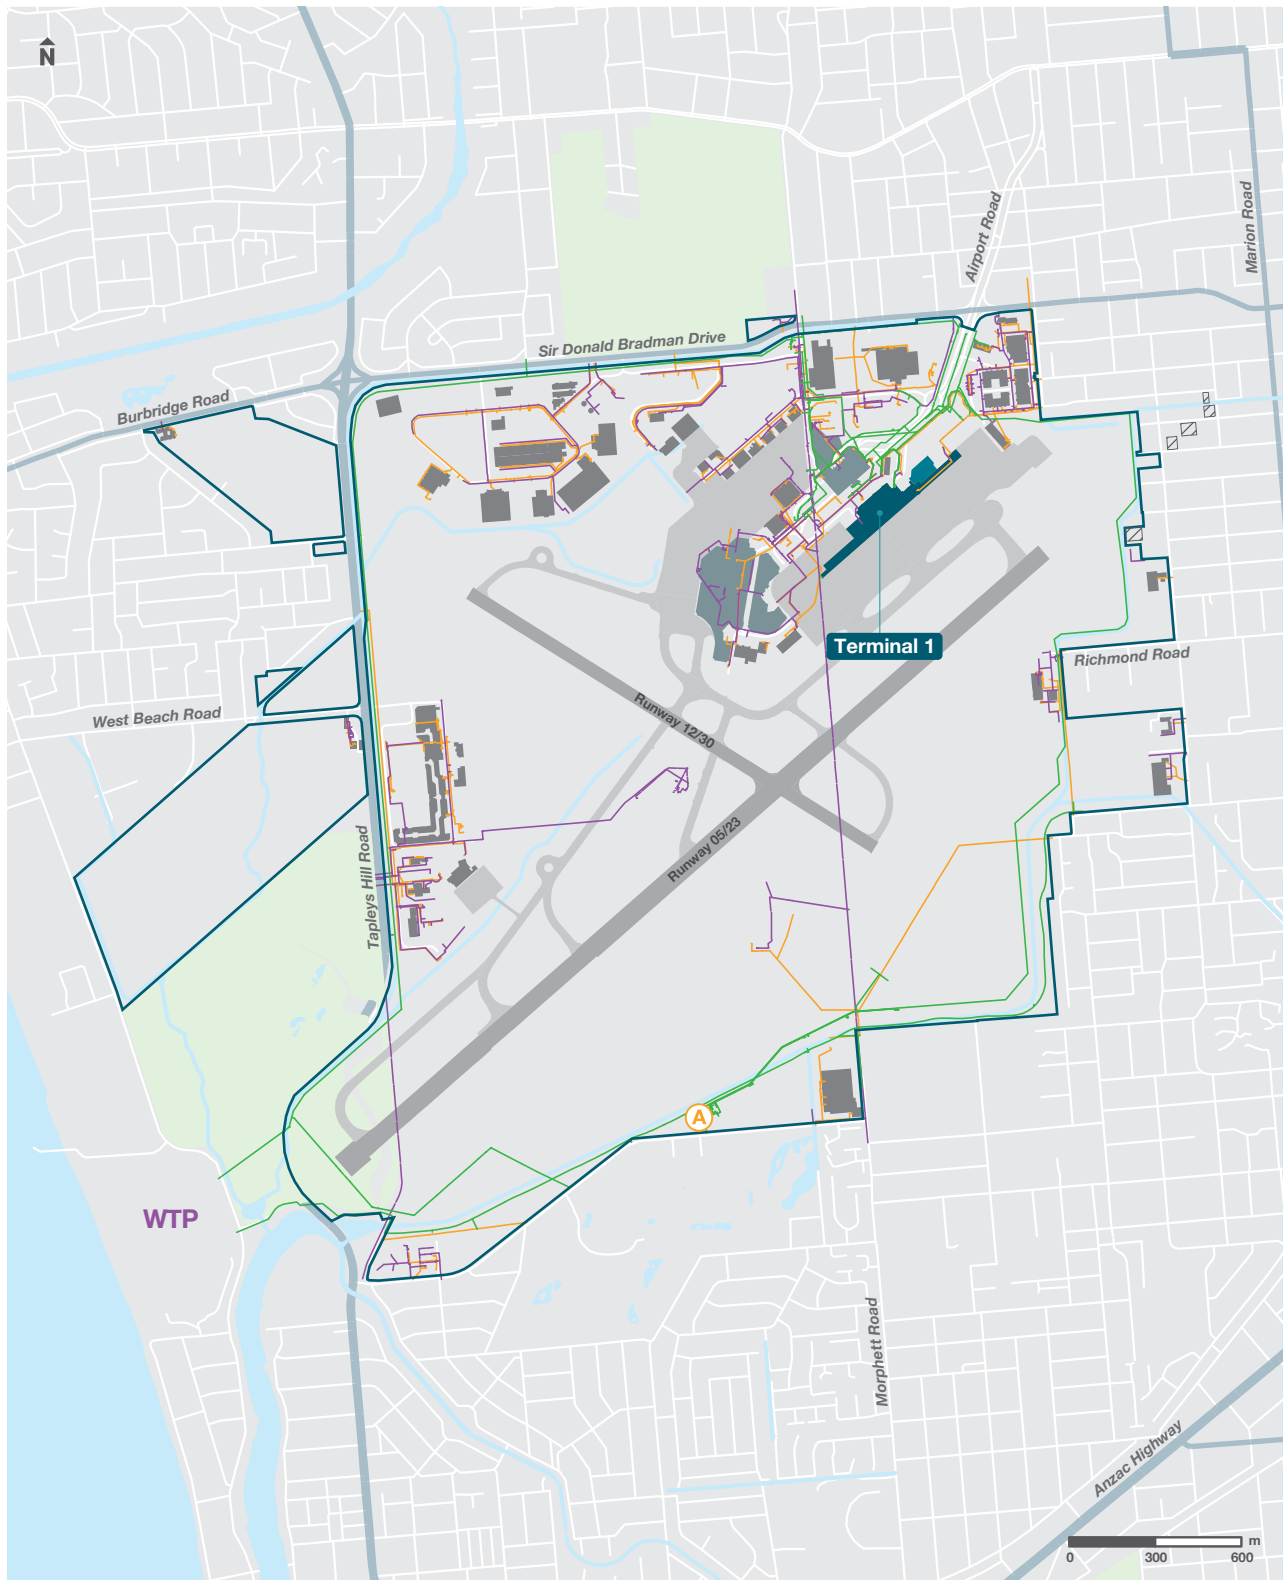 N
Airport Road
Marion Road
Sir Donald Bradman Drive
Burbridge Road
Terminal 1
Richmond Road
West Beach Road
Runway 12/30
Runway 05/23
Tapleys Hill Road
A
WTP
Morphett Road
Anzac Highway
m
0 300 600